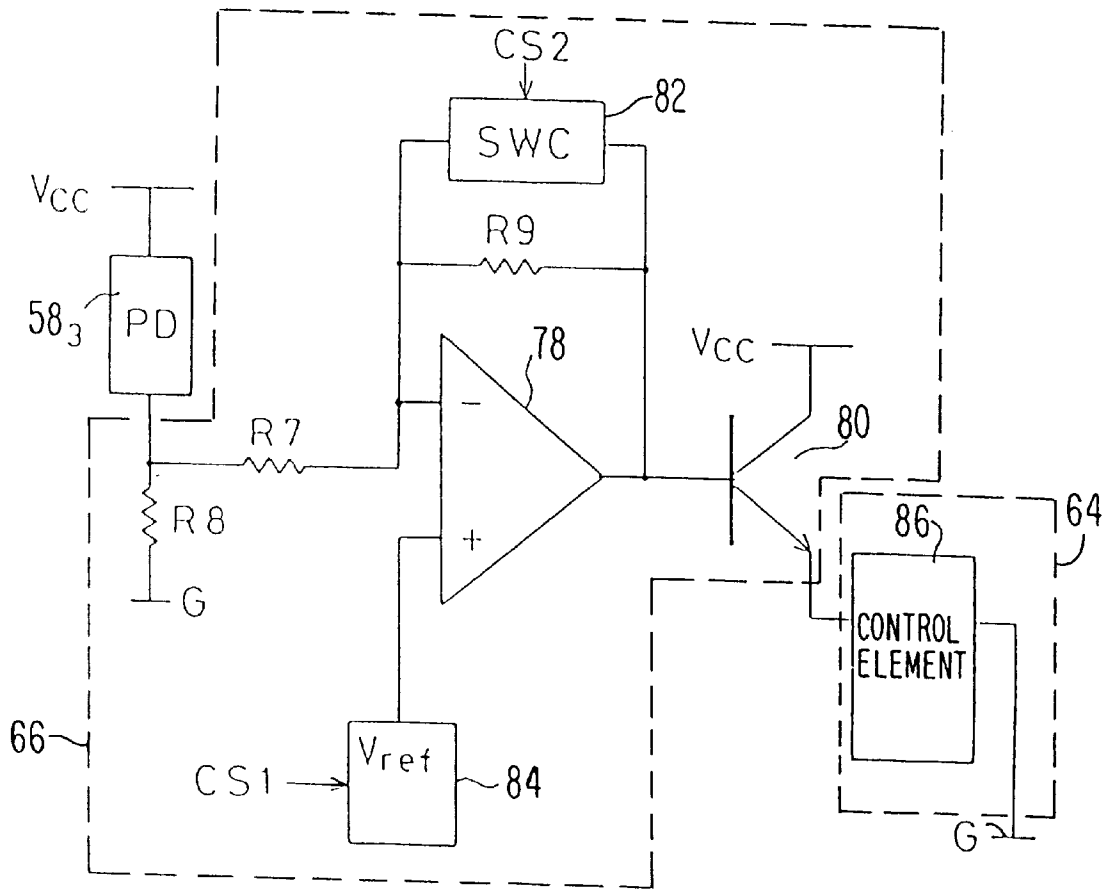 CS2
82
SWC
VCC
R9
583
PD
78
VCC
R7
80
R8
86
64
G
CONTROL
ELEMENT
66
Vref
CS1
84
G